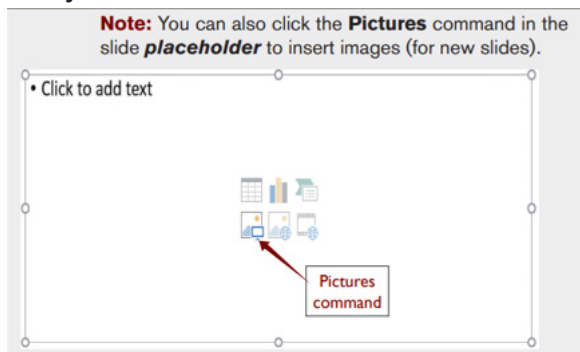 Note: You can also click the Pictures command in the
slide placeholder to insert images (for new slides).
• Click to add text
Pictures
command